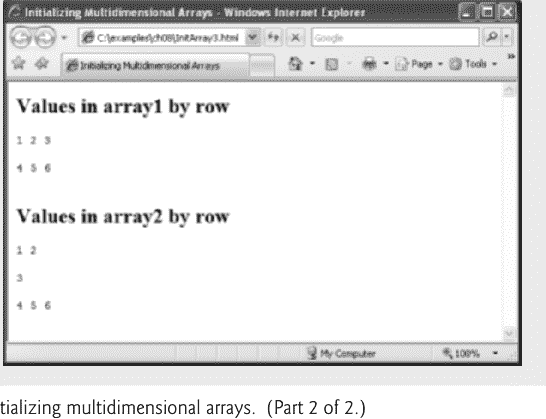 Initializing Multidimensional Arrays - Windows Internet Explorer
C:\examples\ch08\InitArray3.html
Google
Initializing Multidimensional Arrays
Page
Tools
Values in array1 by row
1 2 3
4 5 6
Values in array2 by row
1 2
3
4 5 6
My Computer
100%
tializing multidimensional arrays. (Part 2 of 2.)